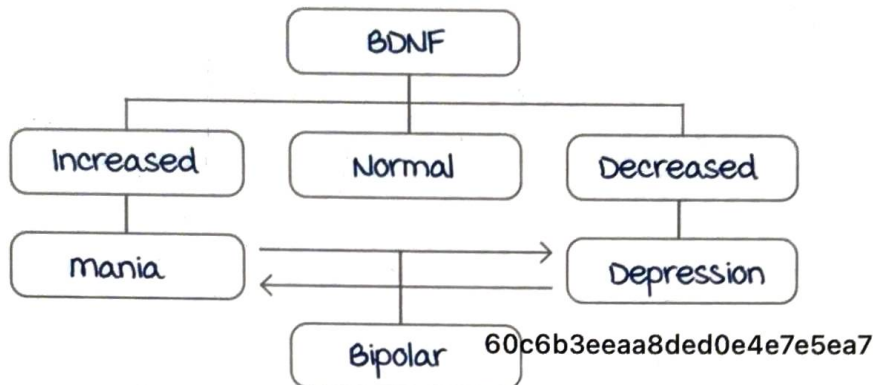 BDNF
Increased
Normal
Decreased
mania
Depression
Bipolar
60c6b3eeaa8ded0e4e7e5ea7